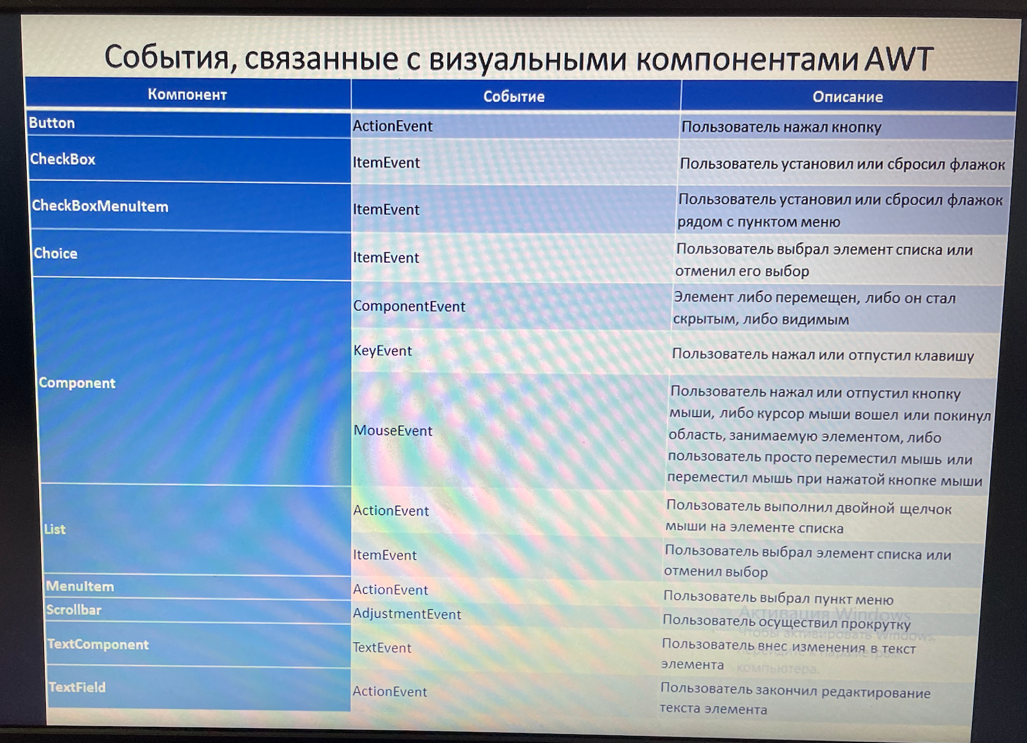 События, связанные с визуальными компонентами AWT
Компонент Событие Описание
Button ActionEvent Пользователь нажал кнопку
CheckBox ItemEvent Пользователь установил или сбросил флажок
CheckBoxMenuItem ItemEvent Пользователь установил или сбросил флажок
рядом с пунктом меню
Choice ItemEvent Пользователь выбрал элемент списка или
отменил его выбор
Component ComponentEvent Элемент либо перемещен, либо он стал
скрытым, либо видимым
KeyEvent Пользователь нажал или отпустил клавишу
MouseEvent Пользователь нажал или отпустил кнопку
мыши, либо курсор мыши вошел или покинул
область, занимаемую элементом, либо
пользователь просто переместил мышь или
переместил мышь при нажатой кнопке мыши
List ActionEvent Пользователь выполнил двойной щелчок
мыши на элементе списка
ItemEvent Пользователь выбрал элемент списка или
отменил выбор
MenuItem ActionEvent Пользователь выбрал пункт меню
Scrollbar AdjustmentEvent Пользователь осуществил прокрутку
TextComponent TextEvent Пользователь внес изменения в текст
элемента
TextField ActionEvent Пользователь закончил редактирование
текста элемента
Активация Windows
Чтобы активировать Windows,
компьютера.